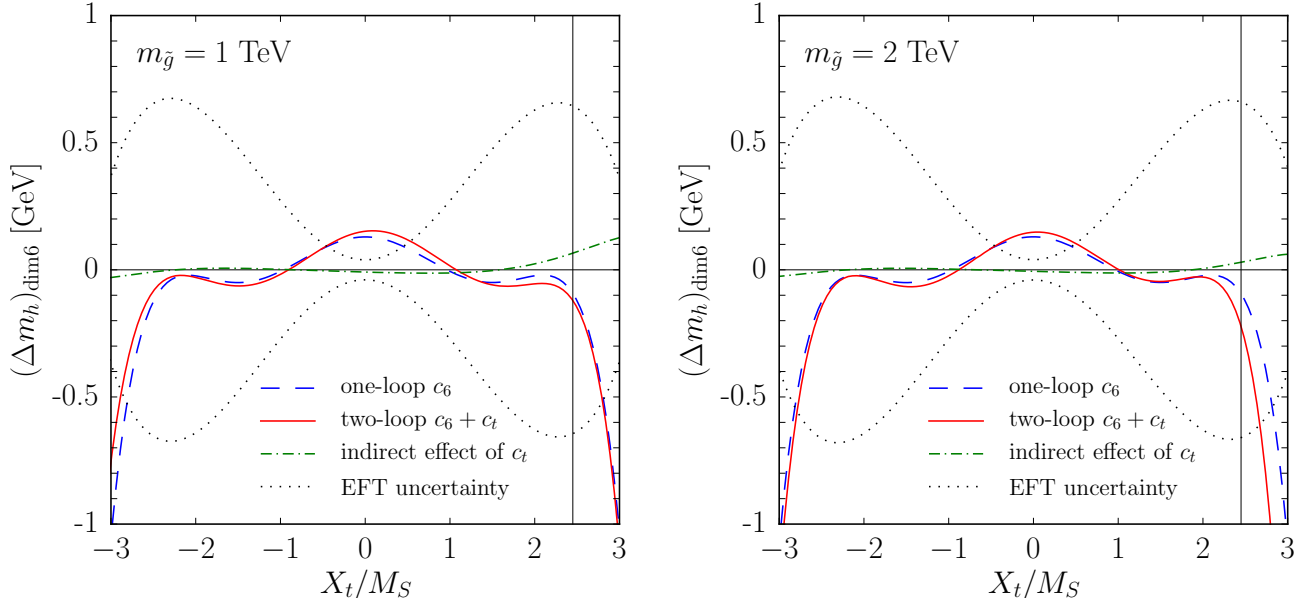 m_g̃ = 1 TeV
(Δm_h)_dim6 [GeV]
1
0.5
0
-0.5
-1
one-loop c_6
two-loop c_6 + c_t
indirect effect of c_t
EFT uncertainty
−3 −2 −1 0 1 2 3
X_t/M_S
m_g̃ = 2 TeV
(Δm_h)_dim6 [GeV]
1
0.5
0
-0.5
-1
one-loop c_6
two-loop c_6 + c_t
indirect effect of c_t
EFT uncertainty
−3 −2 −1 0 1 2 3
X_t/M_S